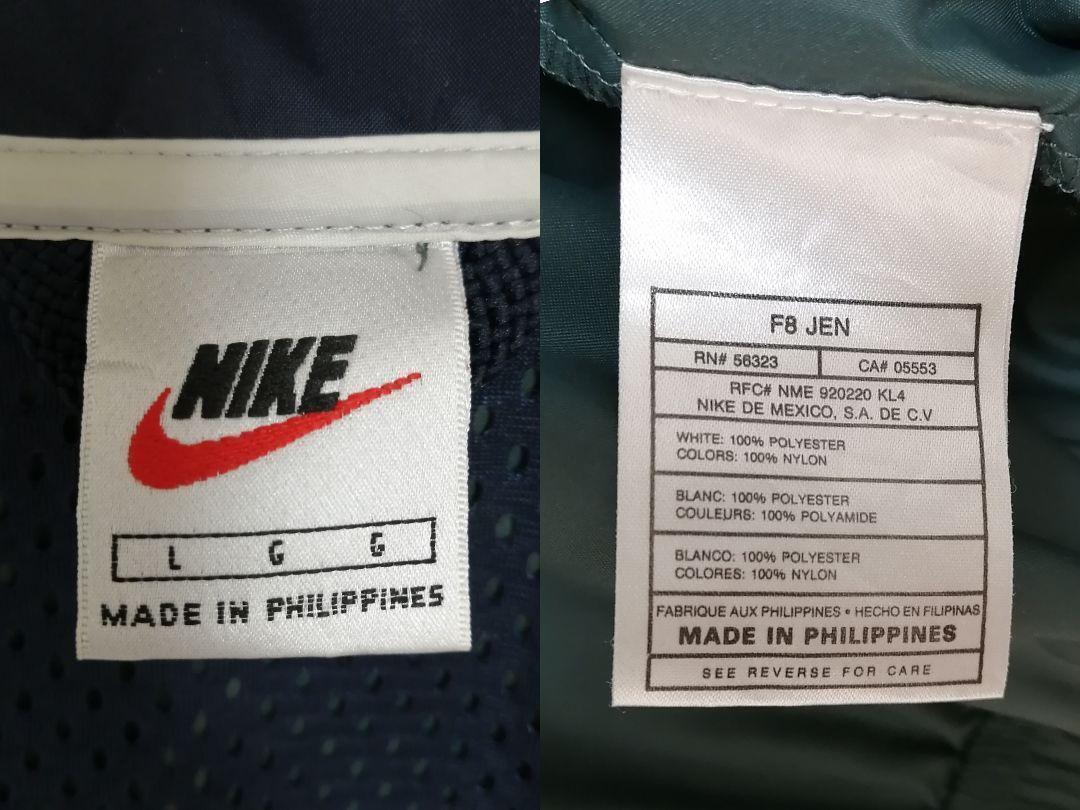 NIKE
L G G
MADE IN PHILIPPINES
F8 JEN
RN# 56323 CA# 05553
RFC# NME 920220 KL4
NIKE DE MEXICO, S.A. DE C.V
WHITE: 100% POLYESTER
COLORS: 100% NYLON
BLANC: 100% POLYESTER
COULEURS: 100% POLYAMIDE
BLANCO: 100% POLYESTER
COLORES: 100% NYLON
FABRIQUE AUX PHILIPPINES • HECHO EN FILIPINAS
MADE IN PHILIPPINES
SEE REVERSE FOR CARE